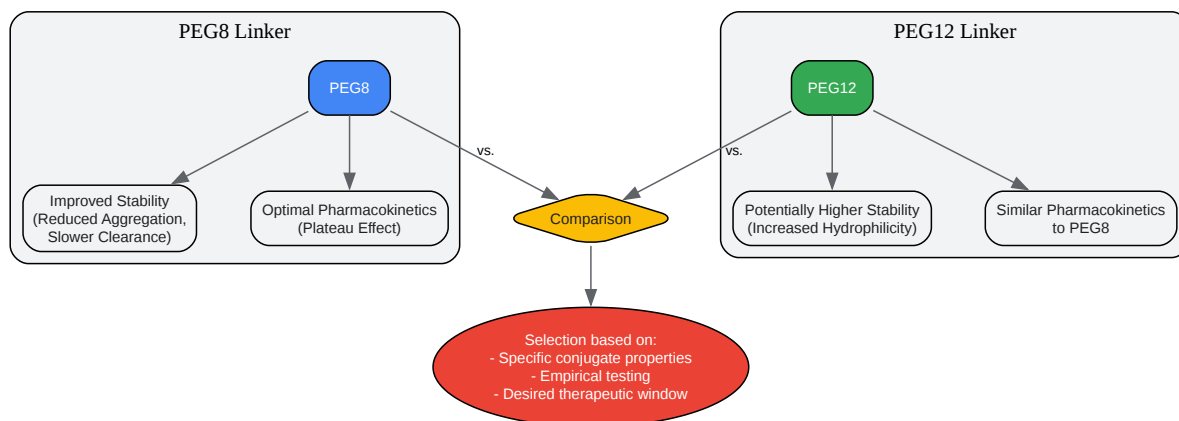 PEG8 Linker
PEG8
Improved Stability
(Reduced Aggregation,
Slower Clearance)
Optimal Pharmacokinetics
(Plateau Effect)
vs.
PEG12 Linker
PEG12
vs.
Potentially Higher Stability
(Increased Hydrophilicity)
Similar Pharmacokinetics
to PEG8
Comparison
Selection based on:
- Specific conjugate properties
- Empirical testing
- Desired therapeutic window